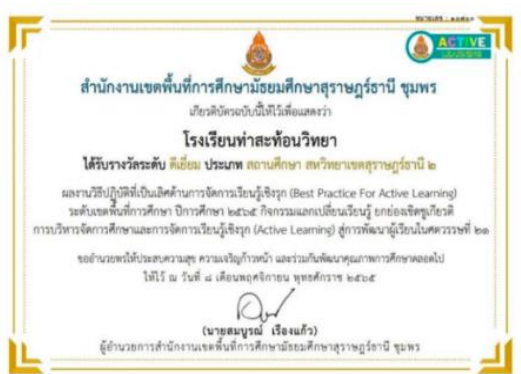 ACTIVE
สำนักงานเขตพื้นที่การศึกษามัธยมศึกษาสุราษฎร์ธานี ชุมพร
เกียรติบัตรฉบับนี้ให้ไว้เพื่อแสดงว่า
โรงเรียนท่าสะท้อนวิทยา
ได้รับรางวัลระดับ ดีเยี่ยม ประเภท สถานศึกษา สหวิทยาเขตสุราษฎร์ธานี ๒
ผลงานวิธีปฏิบัติที่เป็นเลิศด้านการจัดการเรียนรู้เชิงรุก (Best Practice For Active Learning)
ระดับเขตพื้นที่การศึกษา ปีการศึกษา ๒๕๖๕ กิจกรรมแลกเปลี่ยนเรียนรู้ ยกย่องเชิดชูเกียรติ
การบริหารจัดการศึกษาและการจัดการเรียนรู้เชิงรุก (Active Learning) สู่การพัฒนาผู้เรียนในศตวรรษที่ ๒๑
ขออำนวยพรให้ประสบความสุข ความเจริญก้าวหน้า และร่วมกันพัฒนาคุณภาพการศึกษาตลอดไป
ให้ไว้ ณ วันที่ ๘ เดือนพฤศจิกายน พุทธศักราช ๒๕๖๕
(นายสมบูรณ์ เรืองแก้ว)
ผู้อำนวยการสำนักงานเขตพื้นที่การศึกษามัธยมศึกษาสุราษฎร์ธานี ชุมพร